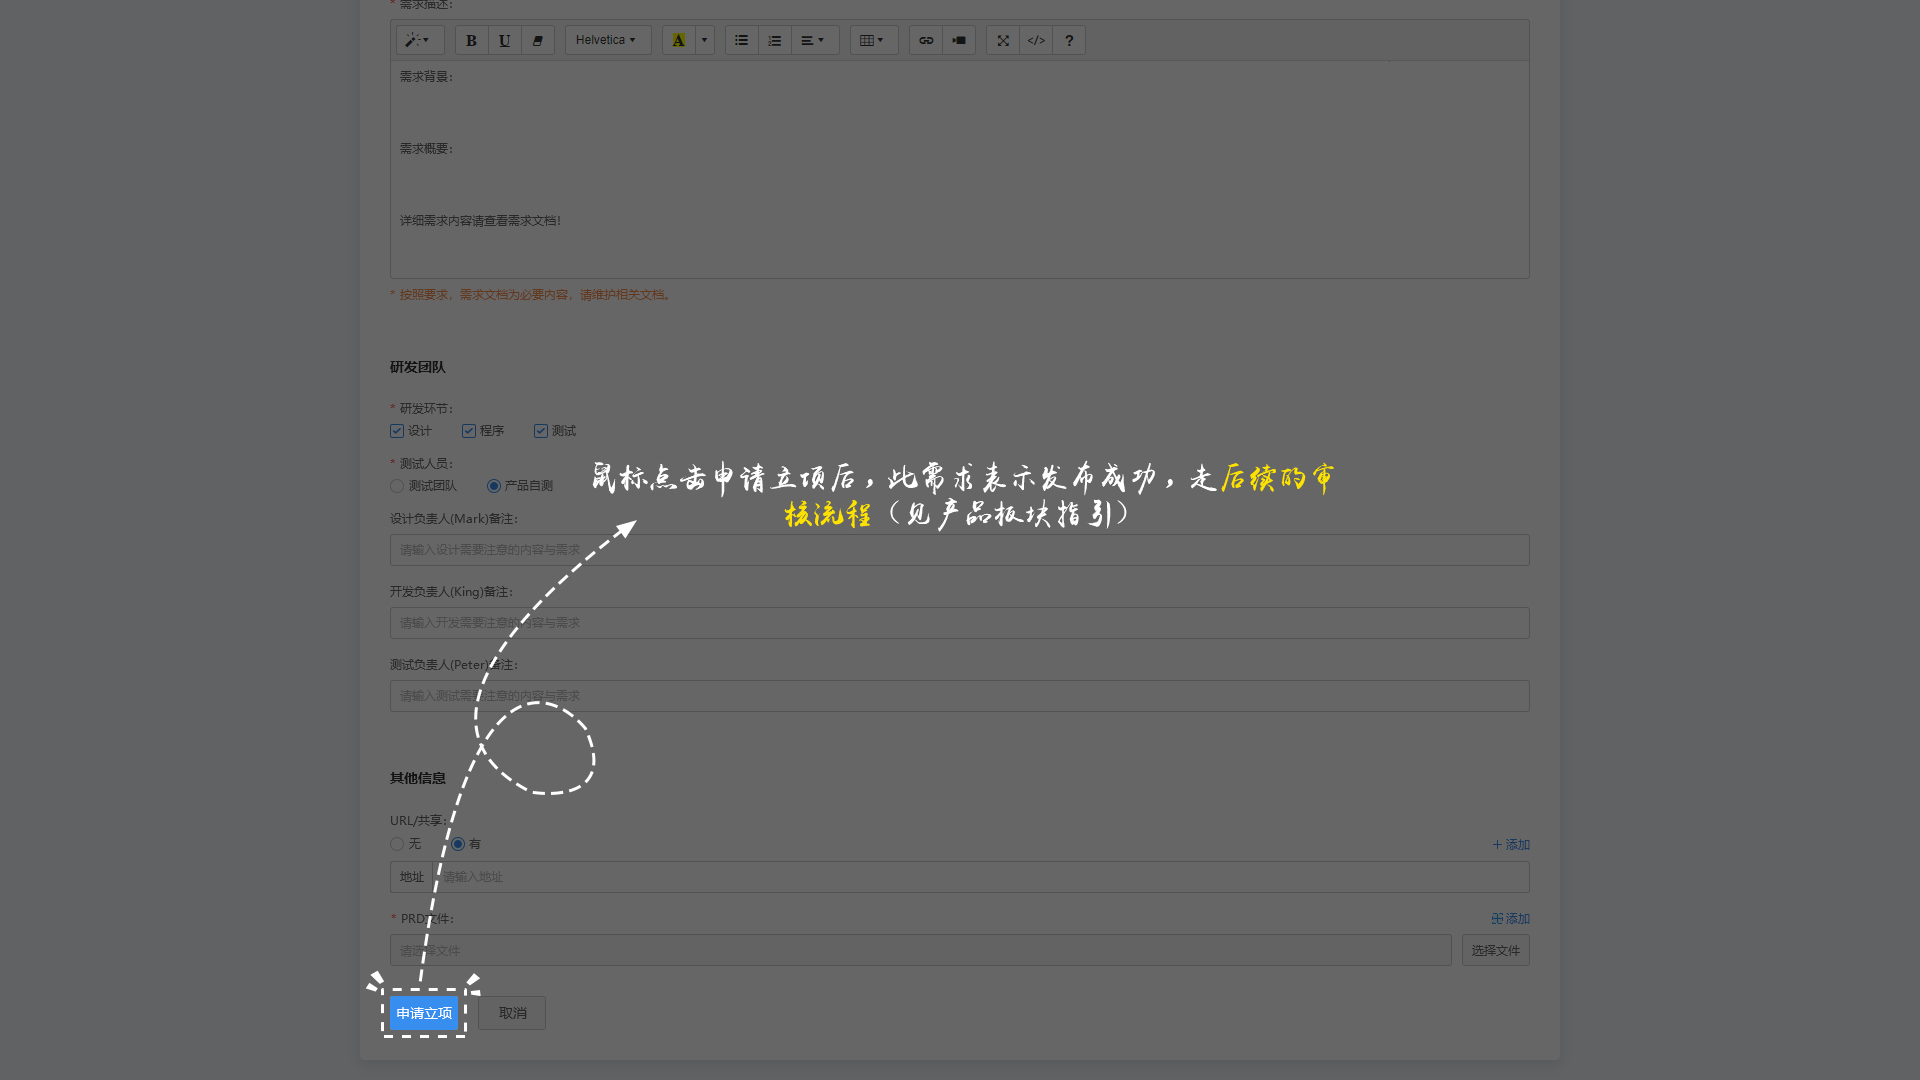 * 需求描述:
B U Helvetica A </> ?
需求背景:
需求概要:
详细需求内容请查看需求文档!
* 按照要求，需求文档为必要内容，请维护相关文档。
研发团队
* 研发环节:
设计 程序 测试
* 测试人员:
测试团队 产品自测
鼠标点击申请立项后，此需求表示发布成功，走后续的审
核流程（见产品板块指引）
设计负责人(Mark)备注:
请输入设计需要注意的内容与需求
开发负责人(King)备注:
请输入开发需要注意的内容与需求
测试负责人(Peter)备注:
请输入测试需要注意的内容与需求
其他信息
URL/共享:
无 有 + 添加
地址 请输入地址
* PRD文件: 添加
请选择文件 选择文件
申请立项 取消